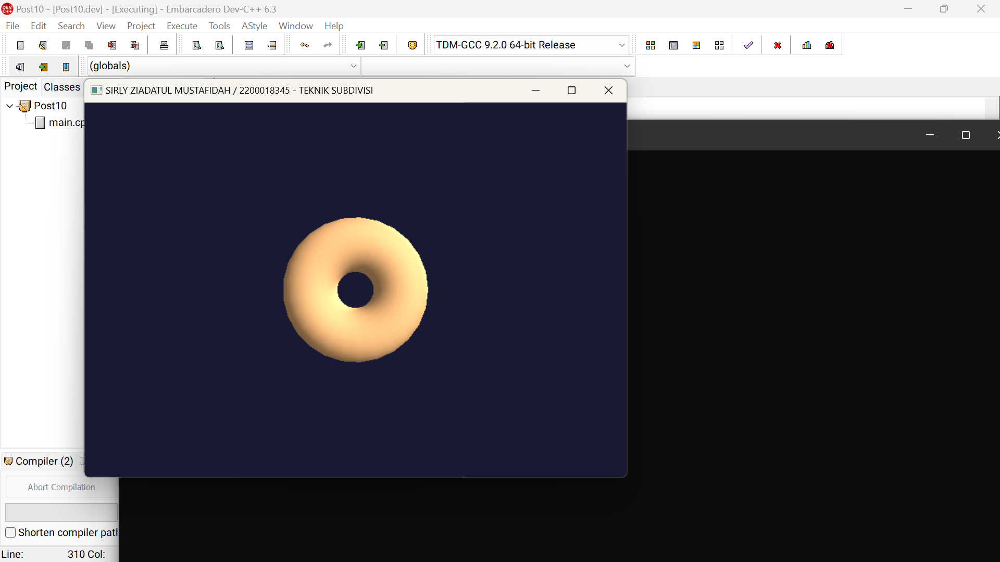 DEV C++ Post10 - [Post10.dev] - [Executing] - Embarcadero Dev-C++ 6.3
File Edit Search View Project Execute Tools AStyle Window Help
TDM-GCC 9.2.0 64-bit Release
(globals)
Project Classes
SIRLY ZIADATUL MUSTAFIDAH / 2200018345 - TEKNIK SUBDIVISI
Post10
main.cp
Compiler (2)
Abort Compilation
Shorten compiler path
Line: 310 Col: